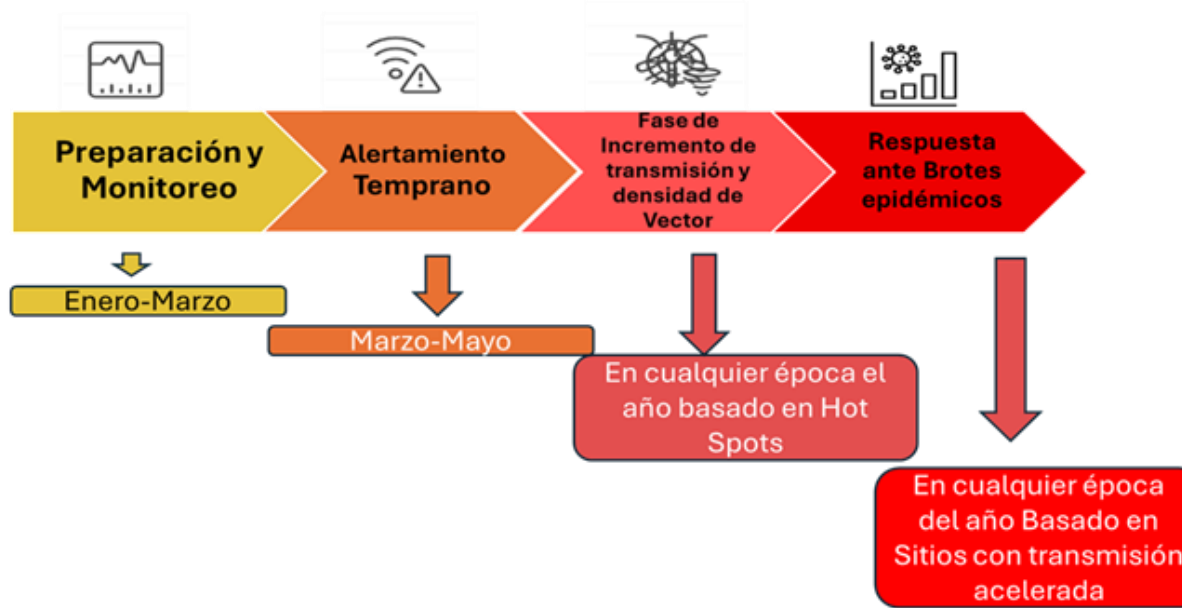 Preparación y
Monitoreo
Alertamiento
Temprano
Fase de
Incremento de
transmisión y
densidad de
Vector
Respuesta
ante Brotes
epidémicos
Enero-Marzo
Marzo-Mayo
En cualquier época el
año basado en Hot
Spots
En cualquier época
del año Basado en
Sitios con transmisión
acelerada